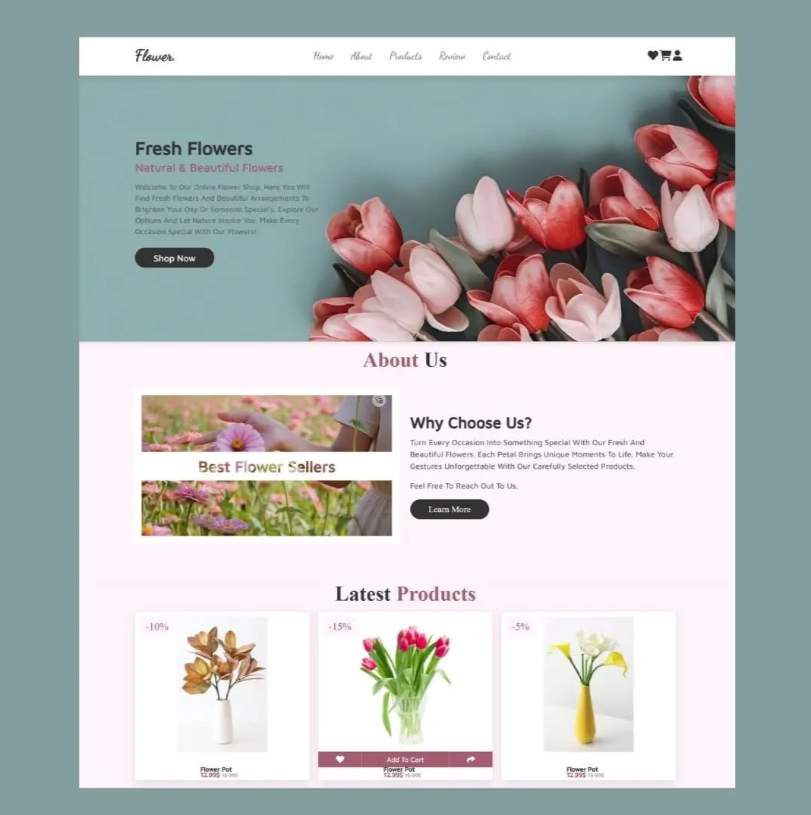 Flower.
Home About Products Review Contact
Fresh Flowers
Natural & Beautiful Flowers
Welcome To Our Online Flower Shop. Here You Will
Find Fresh Flowers And Beautiful Arrangements To
Brighten Your Day Or Someone Special's. Explore Our
Options And Let Nature Inspire You. Make Every
Occasion Special With Our Flowers!
Shop Now
About Us
Best Flower Sellers
Why Choose Us?
Turn Every Occasion Into Something Special With Our Fresh And
Beautiful Flowers. Each Petal Brings Unique Moments To Life. Make Your
Gestures Unforgettable With Our Carefully Selected Products.
Feel Free To Reach Out To Us.
Learn More
Latest Products
-10%
-15%
-5%
Add To Cart
Flower Pot
12.99$
Flower Pot
12.99$
Flower Pot
12.99$